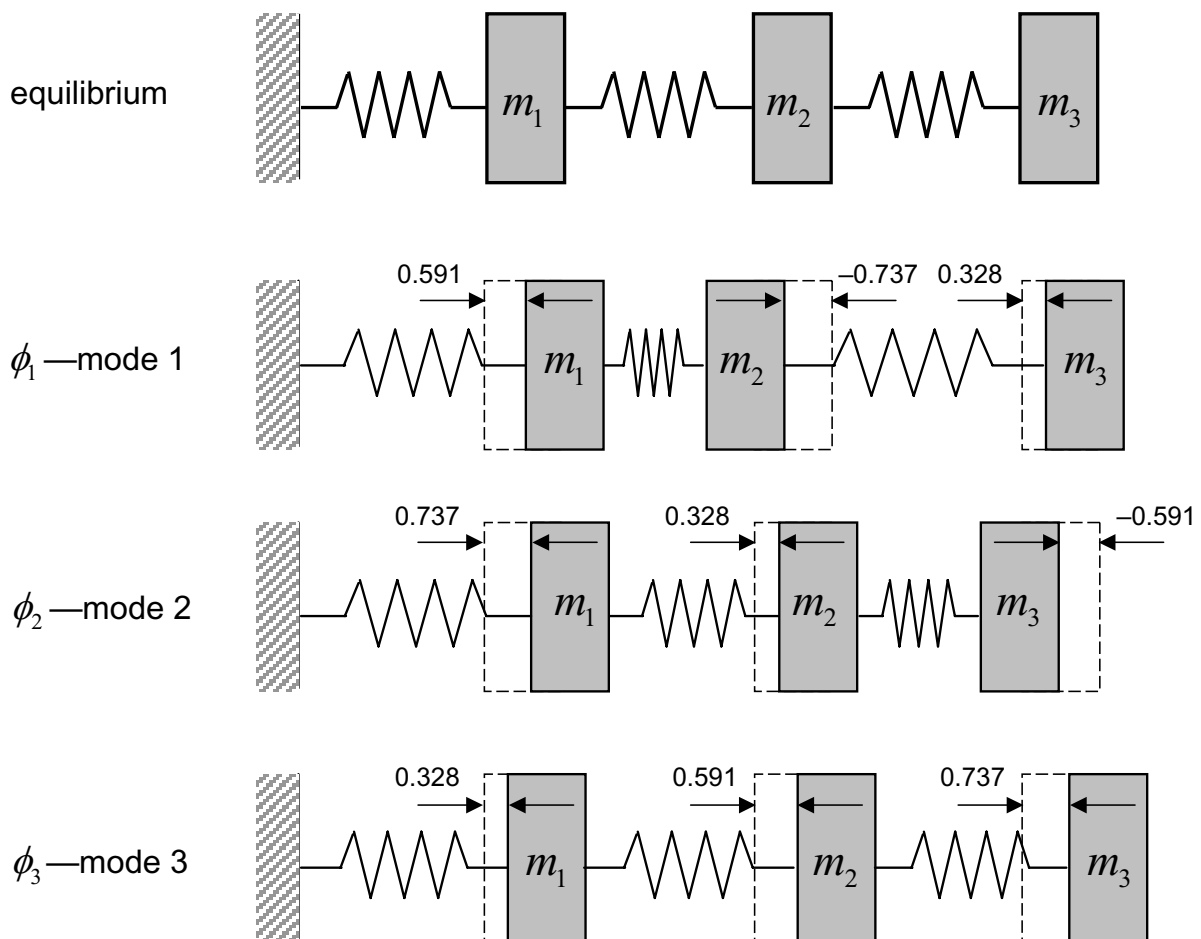 equilibrium
m₁ m₂ m₃
0.591 –0.737 0.328
ϕ₁ —mode 1
m₁ m₂ m₃
0.737 0.328 –0.591
ϕ₂ —mode 2
m₁ m₂ m₃
0.328 0.591 0.737
ϕ₃ —mode 3
m₁ m₂ m₃